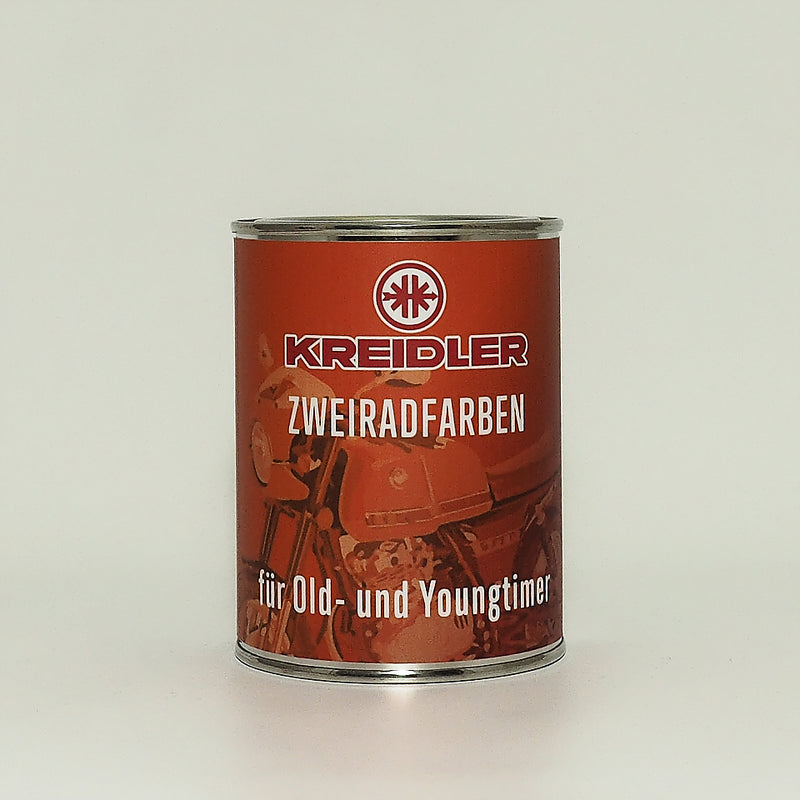 KREIDLER
ZWEIRADFARBEN
für Old- und Youngtimer